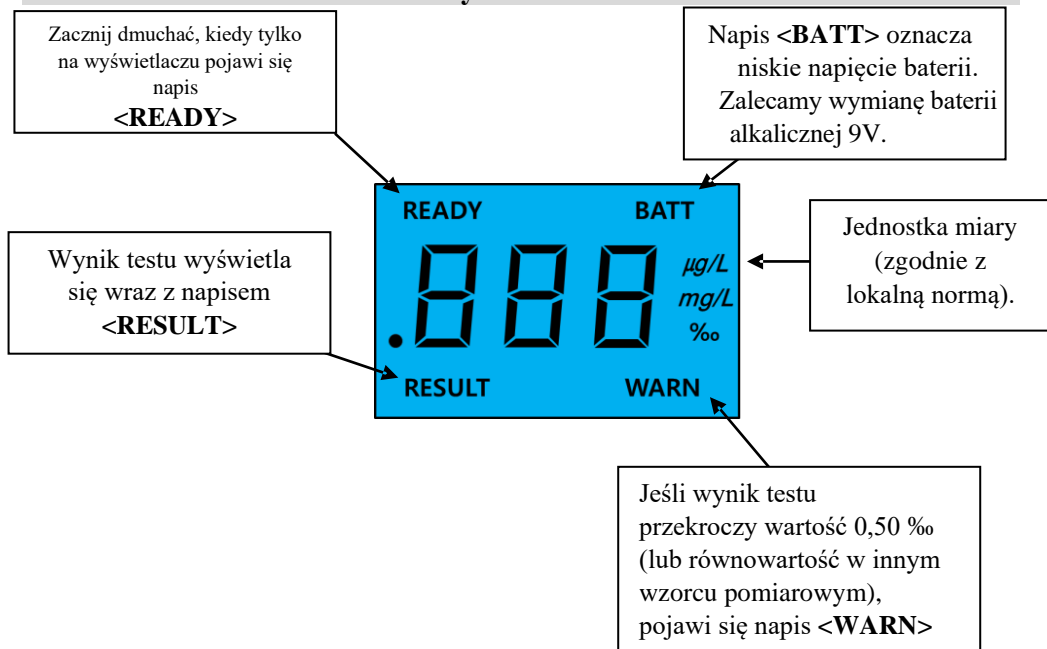 Zacznij dmuchać, kiedy tylko
na wyświetlaczu pojawi się
napis
<READY>
Napis <BATT> oznacza
niskie napięcie baterii.
Zalecamy wymianę baterii
alkalicznej 9V.
READY BATT
.888
µg/L
mg/L
‰
RESULT WARN
Wynik testu wyświetla
się wraz z napisem
<RESULT>
Jednostka miary
(zgodnie z
lokalną normą).
Jeśli wynik testu
przekroczy wartość 0,50 ‰
(lub równowartość w innym
wzorcu pomiarowym),
pojawi się napis <WARN>